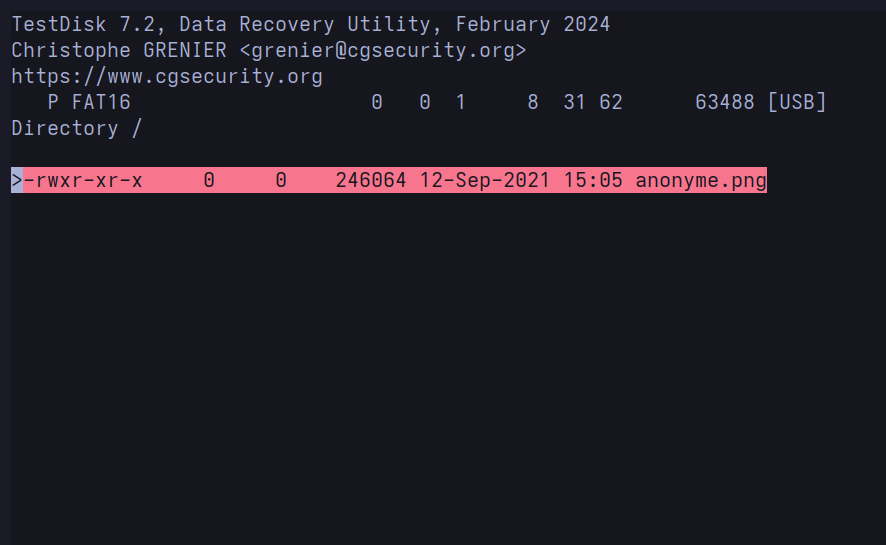 TestDisk 7.2, Data Recovery Utility, February 2024
Christophe GRENIER <grenier@cgsecurity.org>
https://www.cgsecurity.org
   P FAT16                    0   0  1     8  31 62      63488 [USB]
Directory /
>-rwxr-xr-x     0     0    246064 12-Sep-2021 15:05 anonyme.png